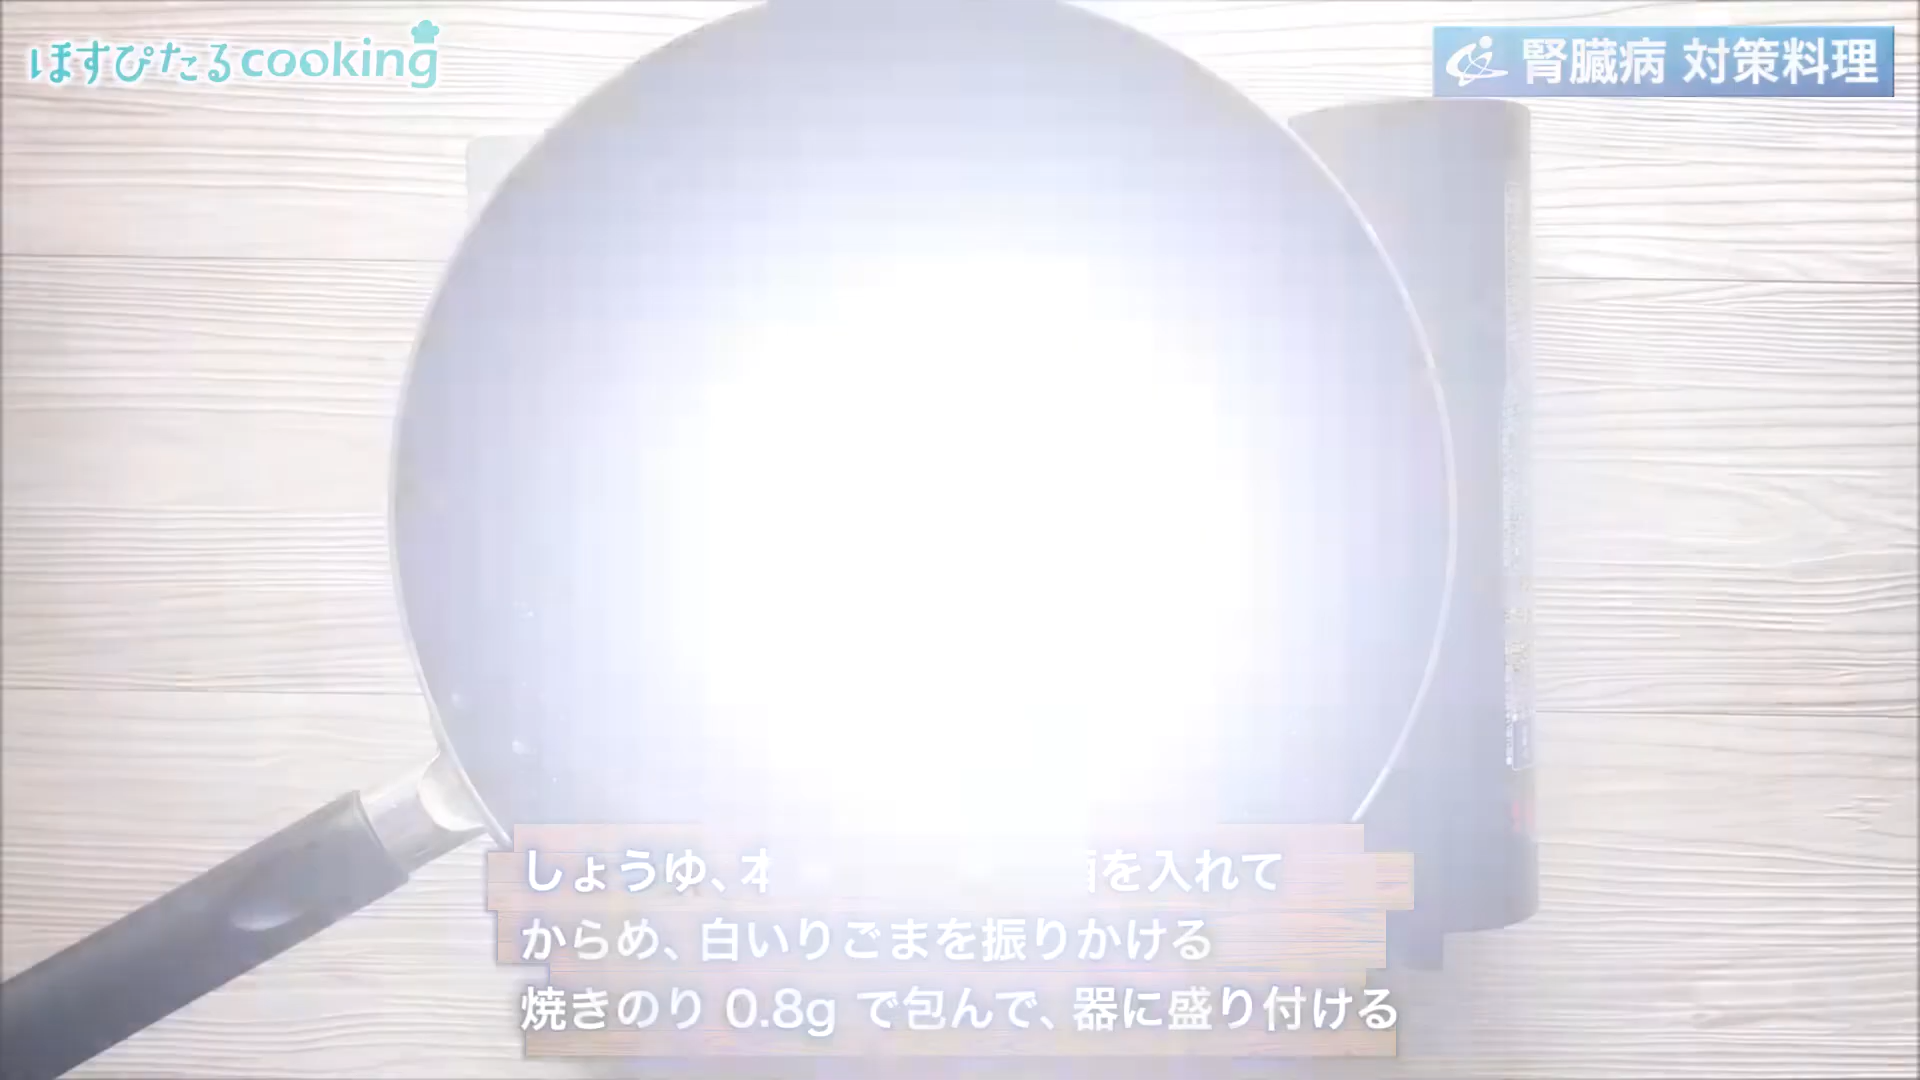 ほすぴたるcooking
腎臓病 対策料理
しょうゆ、 を入れて
からめ、白いりごまを振りかける
焼きのり 0.8g で包んで、器に盛り付ける